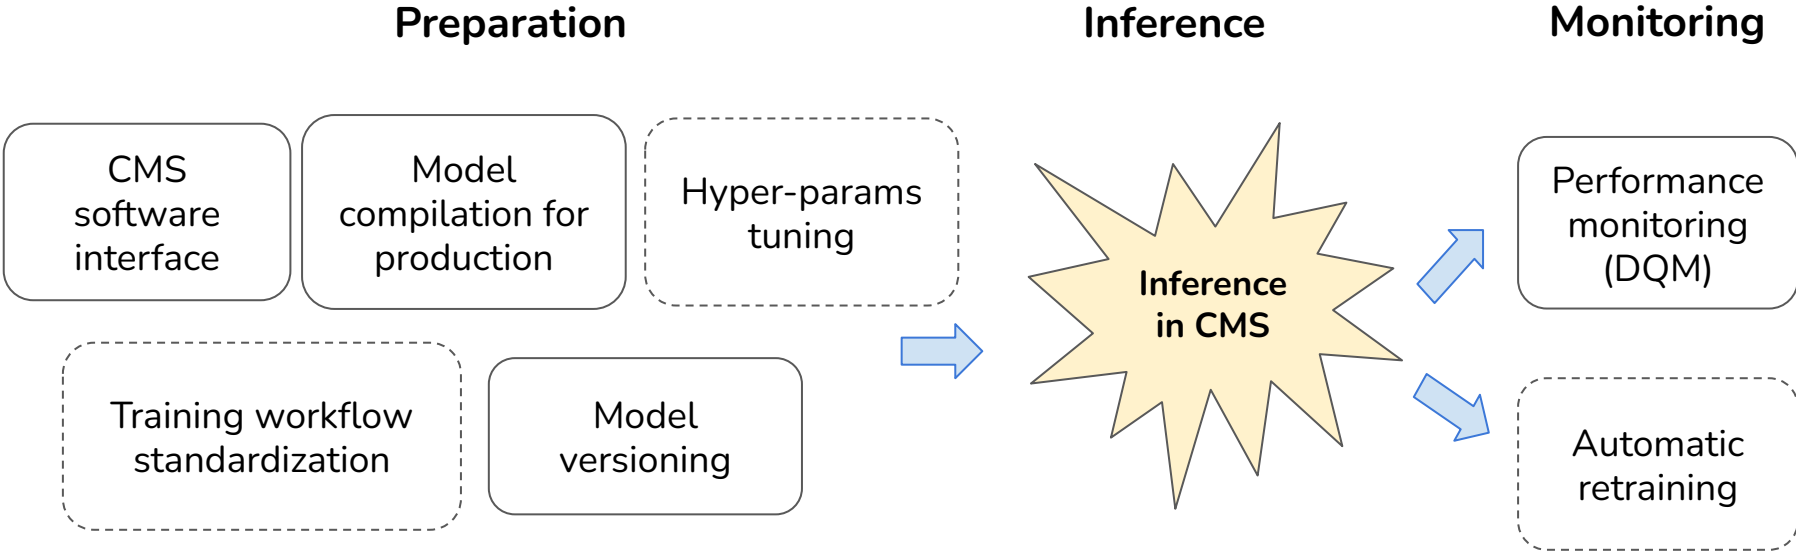 Preparation
Inference
Monitoring
CMS
software
interface
Model
compilation for
production
Hyper-params
tuning
Training workflow
standardization
Model
versioning
Inference
in CMS
Performance
monitoring
(DQM)
Automatic
retraining